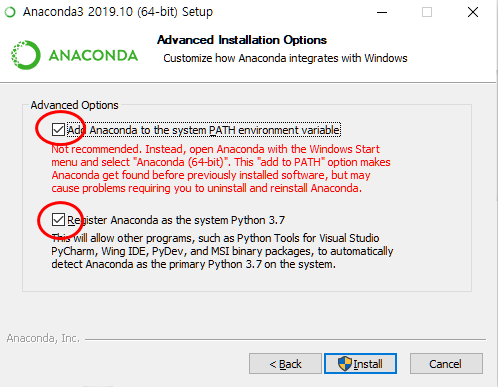 Anaconda3 2019.10 (64-bit) Setup
ANACONDA
Advanced Installation Options
Customize how Anaconda integrates with Windows
Advanced Options
Add Anaconda to the system PATH environment variable
Not recommended. Instead, open Anaconda with the Windows Start
menu and select "Anaconda (64-bit)". This "add to PATH" option makes
Anaconda get found before previously installed software, but may
cause problems requiring you to uninstall and reinstall Anaconda.
Register Anaconda as the system Python 3.7
This will allow other programs, such as Python Tools for Visual Studio
PyCharm, Wing IDE, PyDev, and MSI binary packages, to automatically
detect Anaconda as the primary Python 3.7 on the system.
Anaconda, Inc.
< Back
Install
Cancel